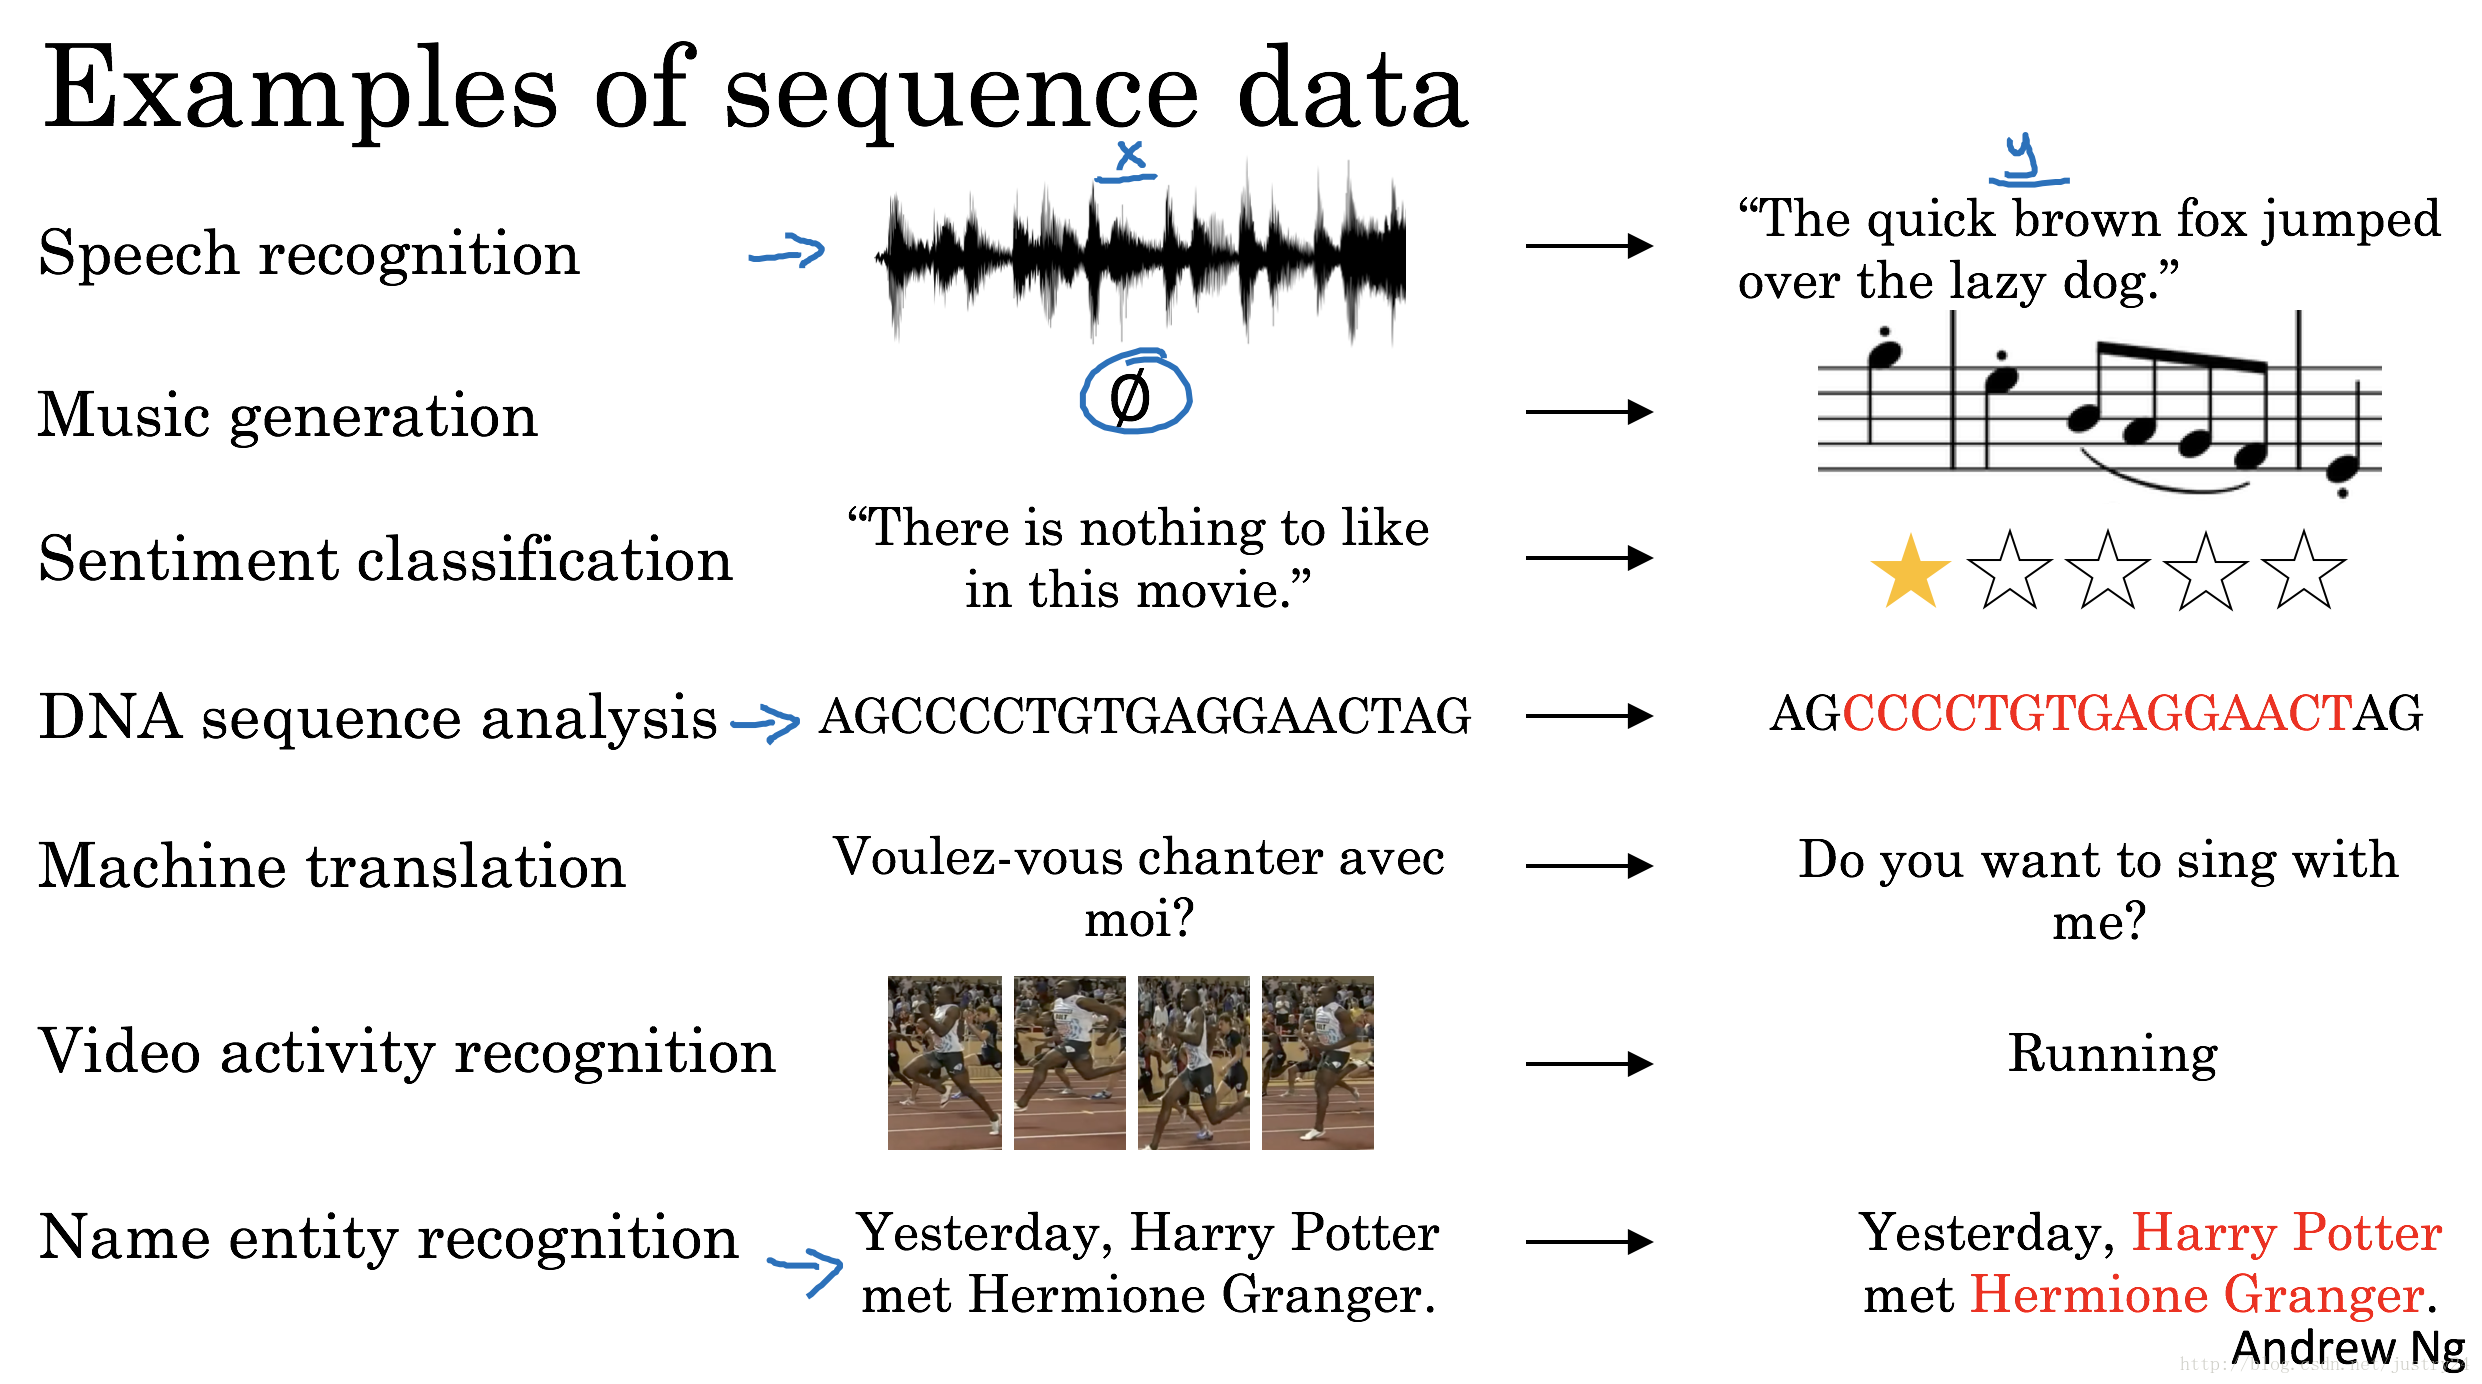 Examples of sequence data
x
y
Speech recognition
“The quick brown fox jumped
over the lazy dog.”
Music generation
∅
Sentiment classification
“There is nothing to like
in this movie.”
DNA sequence analysis
AGCCCCTGTGAGGAACTAG
AGCCCCTGTGAGGAACTAG
Machine translation
Voulez-vous chanter avec
moi?
Do you want to sing with
me?
Video activity recognition
Running
Name entity recognition
Yesterday, Harry Potter
met Hermione Granger.
Yesterday, Harry Potter
met Hermione Granger.
Andrew Ng